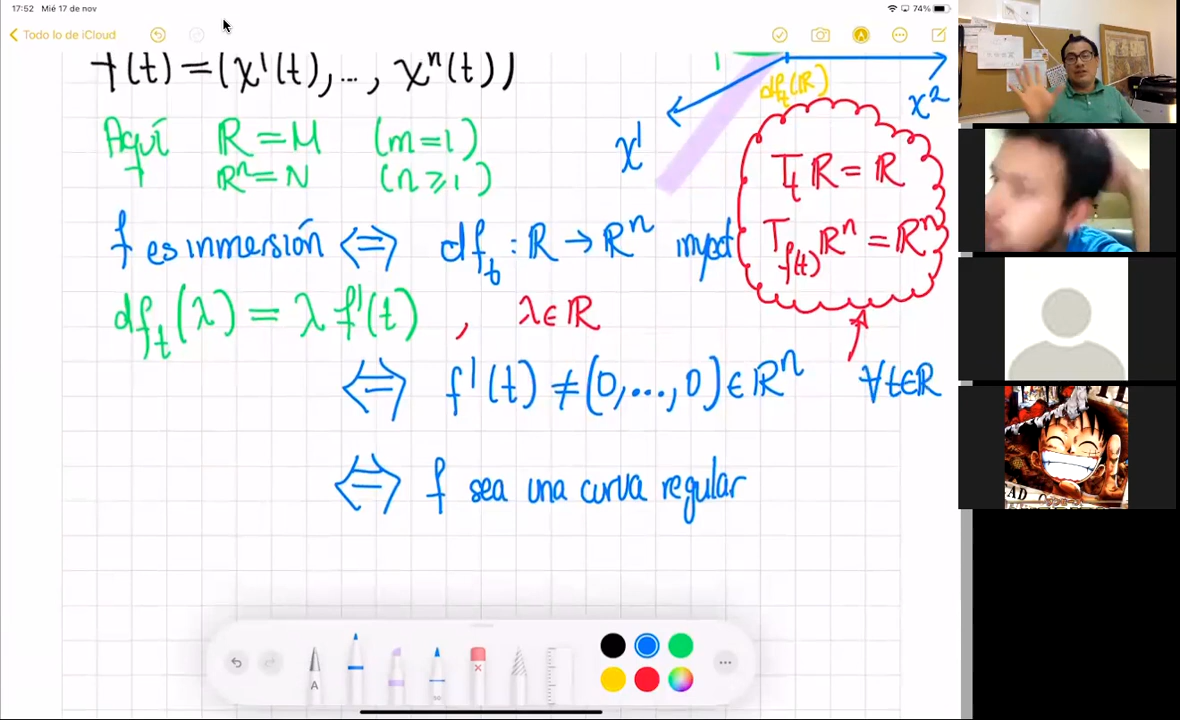 17:52 Mié 17 de nov
74%
Todo lo de iCloud
f(t) = (x¹(t), ..., xⁿ(t))
df_t(ℝ)
x²
x¹
Aquí ℝ = M (m=1)
ℝⁿ = N (n⩾1)
T_t ℝ = ℝ
T_f(t) ℝⁿ = ℝⁿ
f es inmersión ⟺ df_t : ℝ → ℝⁿ inyect
df_t(λ) = λ f'(t) , λ∈ℝ
⟺ f'(t) ≠ (0,...,0) ∈ ℝⁿ ∀t∈ℝ
⟺ f sea una curva regular
A
AD